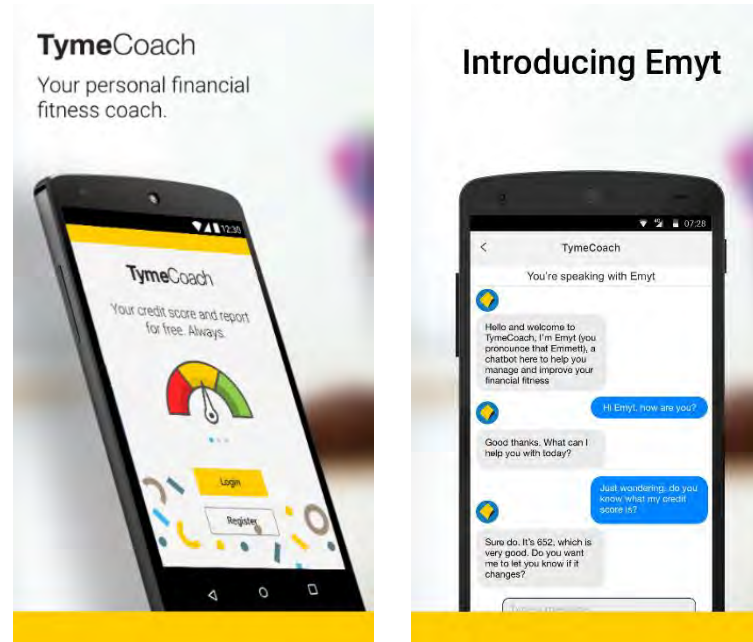 TymeCoach
Your personal financial
fitness coach.
12:30
TymeCoach
Your credit score and report
for free. Always.
Login
Register
Introducing Emyt
07:28
TymeCoach
You're speaking with Emyt
Hello and welcome to
TymeCoach, I'm Emyt (you
pronounce that Emmett), a
chatbot here to help you
manage and improve your
financial fitness
Hi Emyt, how are you?
Good thanks. What can I
help you with today?
Just wondering, do you
know what my credit
score is?
Sure do. It's 652, which is
very good. Do you want
me to let you know if it
changes?